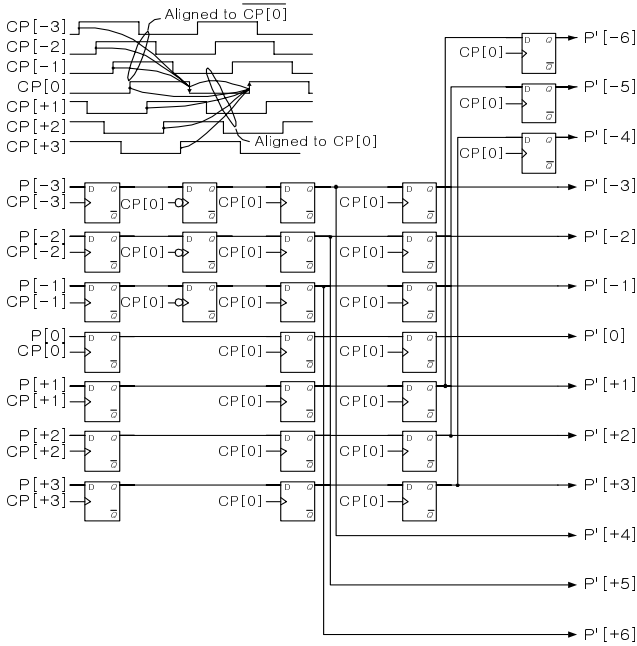 Aligned to CP[0]
CP[-3]
CP[-2]
CP[-1]
CP[0]
CP[+1]
CP[+2]
CP[+3]
Aligned to CP[0]
CP[0] D Q Q P'[-6]
CP[0] D Q Q P'[-5]
CP[0] D Q Q P'[-4]
P[-3] D Q D Q D Q D Q P'[-3]
CP[-3] Q CP[0] Q CP[0] Q CP[0] Q
P[-2] D Q D Q D Q D Q P'[-2]
CP[-2] Q CP[0] Q CP[0] Q CP[0] Q
P[-1] D Q D Q D Q D Q P'[-1]
CP[-1] Q CP[0] Q CP[0] Q CP[0] Q
P[0] D Q D Q D Q P'[0]
CP[0] Q CP[0] Q CP[0] Q
P[+1] D Q D Q D Q P'[+1]
CP[+1] Q CP[0] Q CP[0] Q
P[+2] D Q D Q D Q P'[+2]
CP[+2] Q CP[0] Q CP[0] Q
P[+3] D Q D Q D Q P'[+3]
CP[+3] Q CP[0] Q CP[0] Q
P'[+4]
P'[+5]
P'[+6]